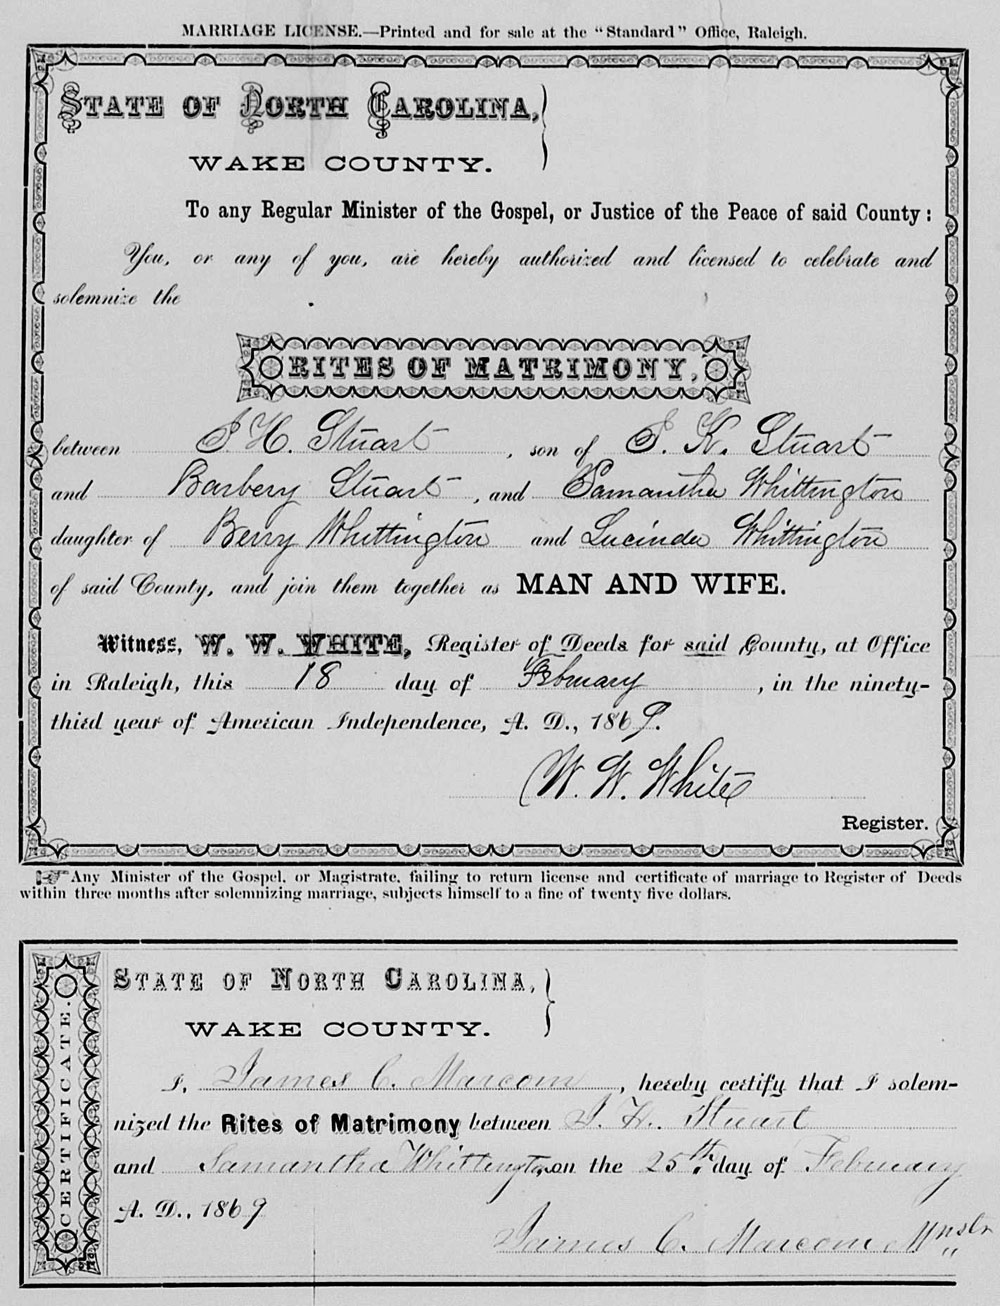 MARRIAGE LICENSE.—Printed and for sale at the "Standard" Office, Raleigh.
STATE OF NORTH CAROLINA,
WAKE COUNTY.
To any Regular Minister of the Gospel, or Justice of the Peace of said County:
You, or any of you, are hereby authorized and licensed to celebrate and
solemnize the
RITES OF MATRIMONY,
between J. H. Stuart, son of J. K. Stuart
and Barbery Stuart, and Samantha Whittington
daughter of Berry Whittington and Lucinda Whittington
of said County, and join them together as MAN AND WIFE.
Witness, W. W. WHITE, Register of Deeds for said County, at Office
in Raleigh, this 18 day of February, in the ninety-
third year of American Independence, A. D., 1869.
W. W. White
Register.
☞Any Minister of the Gospel, or Magistrate, failing to return license and certificate of marriage to Register of Deeds
within three months after solemnizing marriage, subjects himself to a fine of twenty five dollars.
CERTIFICATE.
STATE OF NORTH CAROLINA,
WAKE COUNTY.
I, James C. Marcom, hereby certify that I solem-
nized the Rites of Matrimony between J. H. Stuart
and Samantha Whittington on the 25th day of February
A. D., 1869
James C. Marcom Mnstr